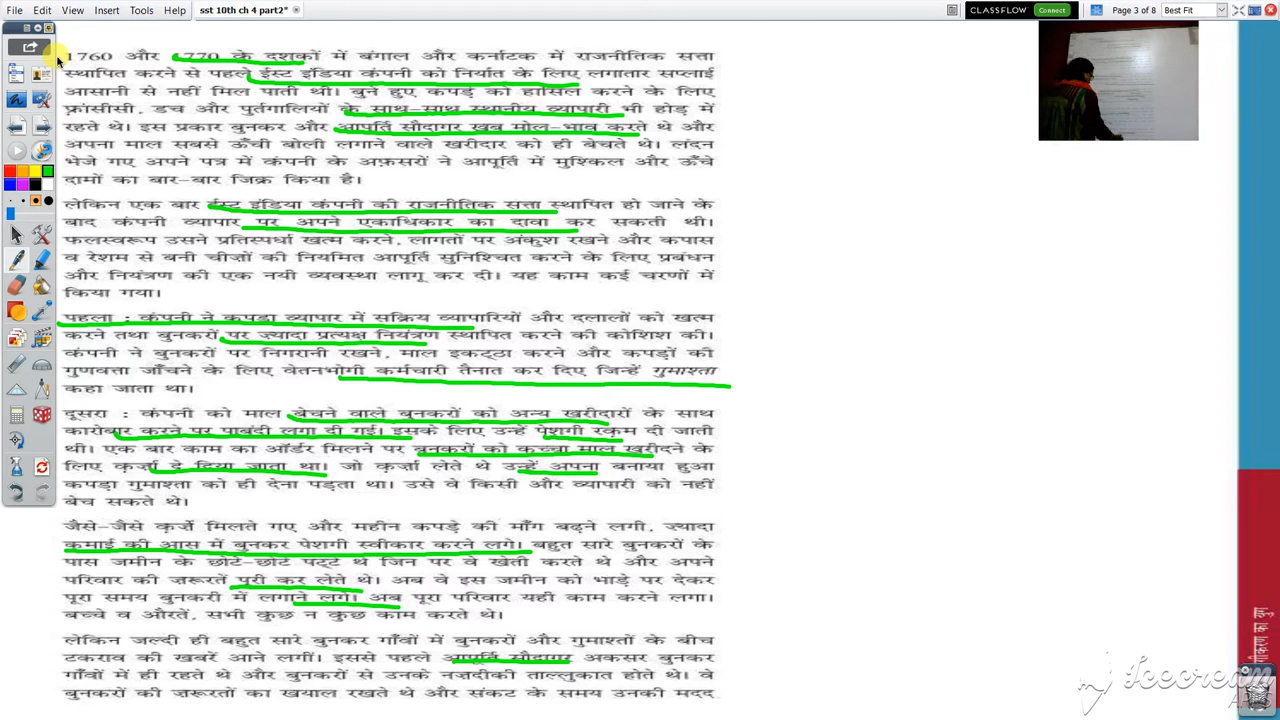 File Edit View Insert Tools Help sst 10th ch 4 part2* CLASSFLOW Connect Page 3 of 8 Best Fit
1760 और 1770 के दशकों में बंगाल और कर्नाटक में राजनीतिक सत्ता
स्थापित करने से पहले ईस्ट इंडिया कंपनी को निर्यात के लिए लगातार सप्लाई
आसानी से नहीं मिल पाती थी। बुने हुए कपड़े को हासिल करने के लिए
फ़्रांसीसी, डच और पुर्तगालियों के साथ-साथ स्थानीय व्यापारी भी होड़ में
रहते थे। इस प्रकार बुनकर और आपूर्ति सौदागर खूब मोल-भाव करते थे और
अपना माल सबसे ऊँची बोली लगाने वाले खरीदार को ही बेचते थे। लंदन
भेजे गए अपने पत्र में कंपनी के अफ़सरों ने आपूर्ति में मुश्किल और ऊँचे
दामों का बार-बार जिक्र किया है।
लेकिन एक बार ईस्ट इंडिया कंपनी की राजनीतिक सत्ता स्थापित हो जाने के
बाद कंपनी व्यापार पर अपने एकाधिकार का दावा कर सकती थी।
फलस्वरूप उसने प्रतिस्पर्धा खत्म करने, लागतों पर अंकुश रखने और कपास
व रेशम से बनी चीज़ों की नियमित आपूर्ति सुनिश्चित करने के लिए प्रबंधन
और नियंत्रण की एक नयी व्यवस्था लागू कर दी। यह काम कई चरणों में
किया गया।
पहला : कंपनी ने कपड़ा व्यापार में सक्रिय व्यापारियों और दलालों को खत्म
करने तथा बुनकरों पर ज्यादा प्रत्यक्ष नियंत्रण स्थापित करने की कोशिश की।
कंपनी ने बुनकरों पर निगरानी रखने, माल इकट्ठा करने और कपड़ों की
गुणवत्ता जाँचने के लिए वेतनभोगी कर्मचारी तैनात कर दिए जिन्हें गुमाश्ता
कहा जाता था।
दूसरा : कंपनी को माल बेचने वाले बुनकरों को अन्य खरीदारों के साथ
कारोबार करने पर पाबंदी लगा दी गई। इसके लिए उन्हें पेशगी रक़म दी जाती
थी। एक बार काम का ऑर्डर मिलने पर बुनकरों को कच्चा माल खरीदने के
लिए क़र्ज़ा दे दिया जाता था। जो क़र्ज़ा लेते थे उन्हें अपना बनाया हुआ
कपड़ा गुमाश्ता को ही देना पड़ता था। उसे वे किसी और व्यापारी को नहीं
बेच सकते थे।
जैसे-जैसे क़र्ज़े मिलते गए और महीन कपड़े की माँग बढ़ने लगी, ज़्यादा
कमाई की आस में बुनकर पेशगी स्वीकार करने लगे। बहुत सारे बुनकरों के
पास जमीन के छोटे-छोटे पट्टे थे जिन पर वे खेती करते थे और अपने
परिवार की ज़रूरतें पूरी कर लेते थे। अब वे इस जमीन को भाड़े पर देकर
पूरा समय बुनकरी में लगाने लगे। अब पूरा परिवार यही काम करने लगा।
बच्चे व औरतें, सभी कुछ न कुछ काम करते थे।
लेकिन जल्दी ही बहुत सारे बुनकर गाँवों में बुनकरों और गुमाश्तों के बीच
टकराव की खबरें आने लगीं। इससे पहले आपूर्ति सौदागर अकसर बुनकर
गाँवों में ही रहते थे और बुनकरों से उनके नज़दीकी ताल्लुकात होते थे। वे
बुनकरों की ज़रूरतों का खयाल रखते थे और संकट के समय उनकी मदद
Icecream
APPS